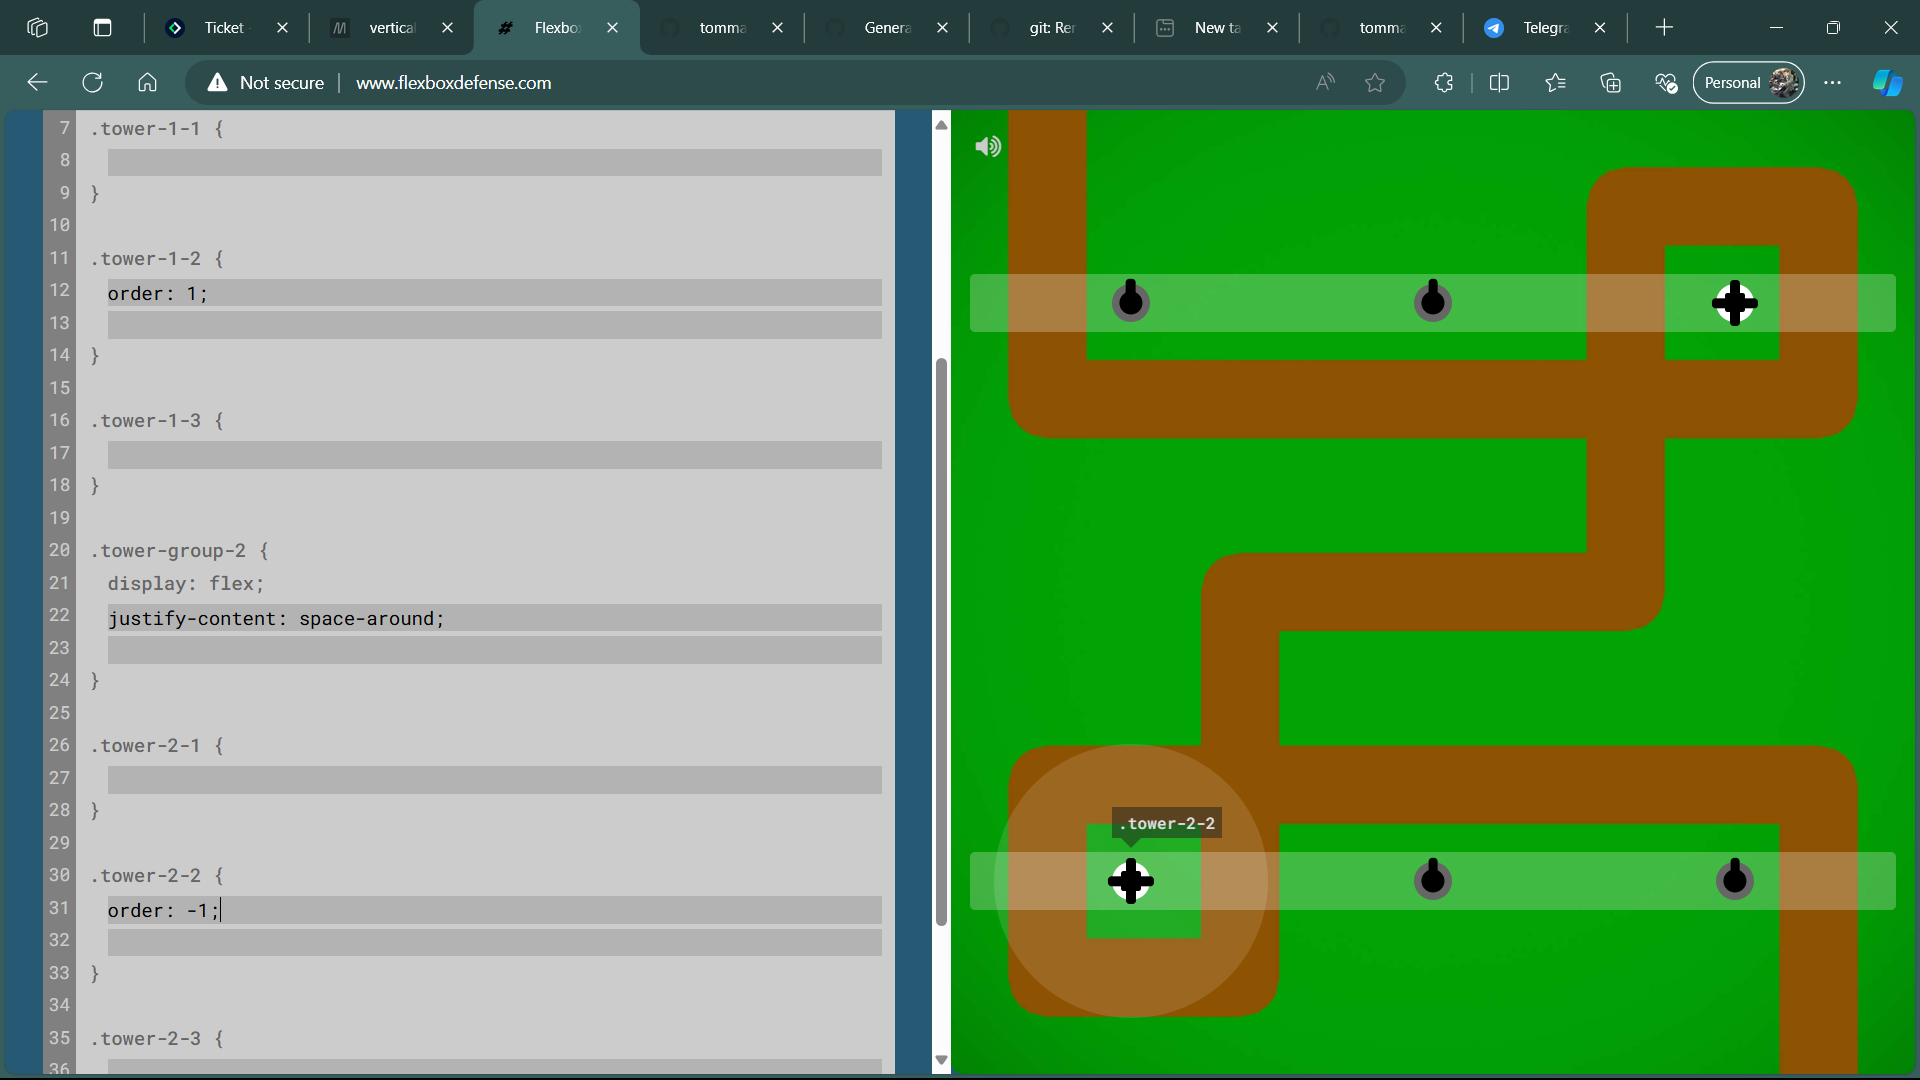 Ticket
vertical
Flexbo
tomma
Genera
git: Rer
New ta
tomma
Telegra
Not secure
www.flexboxdefense.com
Personal
7 .tower-1-1 {
8
9 }
10
11 .tower-1-2 {
12 order: 1;
13
14 }
15
16 .tower-1-3 {
17
18 }
19
20 .tower-group-2 {
21 display: flex;
22 justify-content: space-around;
23
24 }
25
26 .tower-2-1 {
27
28 }
29
30 .tower-2-2 {
31 order: -1;
32
33 }
34
35 .tower-2-3 {
36
.tower-2-2